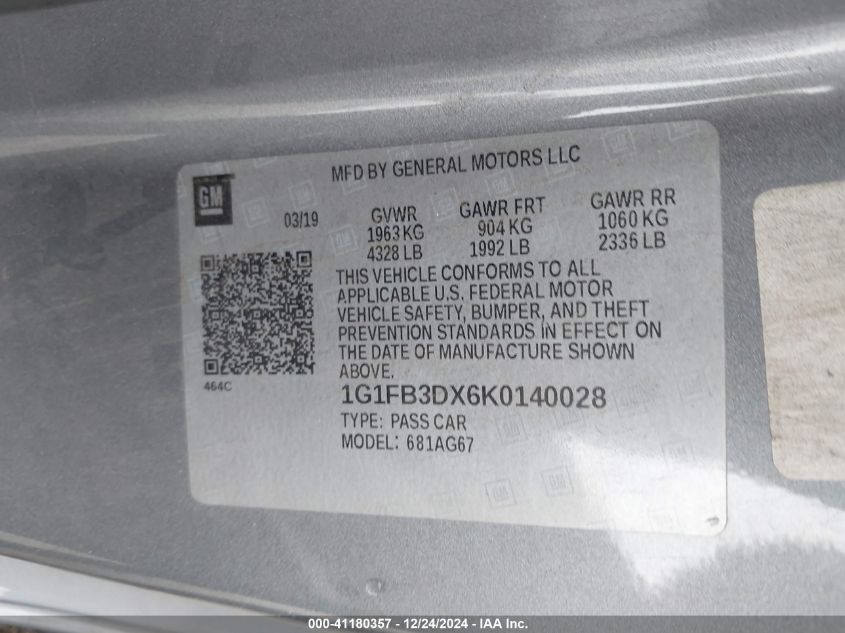 MFD BY GENERAL MOTORS LLC
GM
03/19
GVWR GAWR FRT GAWR RR
1963 KG 904 KG 1060 KG
4328 LB 1992 LB 2336 LB
THIS VEHICLE CONFORMS TO ALL
APPLICABLE U.S. FEDERAL MOTOR
VEHICLE SAFETY, BUMPER, AND THEFT
PREVENTION STANDARDS IN EFFECT ON
THE DATE OF MANUFACTURE SHOWN
ABOVE.
464C
1G1FB3DX6K0140028
TYPE: PASS CAR
MODEL: 681AG67
000-41180357 - 12/24/2024 - IAA Inc.